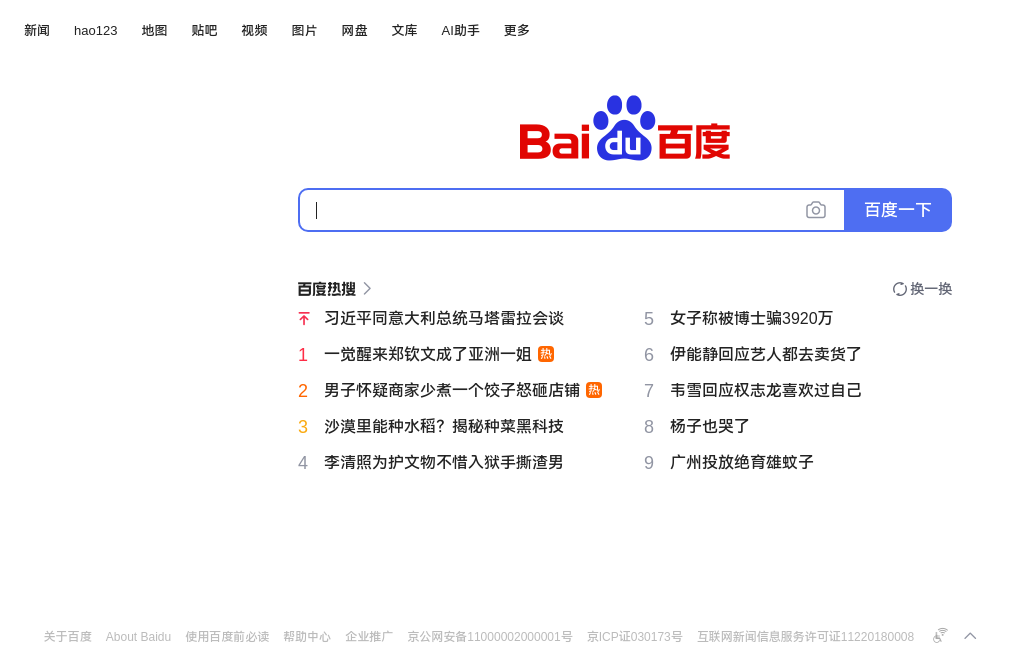 新闻 hao123 地图 贴吧 视频 图片 网盘 文库 AI助手 更多
Bai du 百度
百度一下
百度热搜 换一换
习近平同意大利总统马塔雷拉会谈
1 一觉醒来郑钦文成了亚洲一姐 热
2 男子怀疑商家少煮一个饺子怒砸店铺 热
3 沙漠里能种水稻？揭秘种菜黑科技
4 李清照为护文物不惜入狱手撕渣男
5 女子称被博士骗3920万
6 伊能静回应艺人都去卖货了
7 韦雪回应权志龙喜欢过自己
8 杨子也哭了
9 广州投放绝育雄蚊子
关于百度 About Baidu 使用百度前必读 帮助中心 企业推广 京公网安备11000002000001号 京ICP证030173号 互联网新闻信息服务许可证11220180008